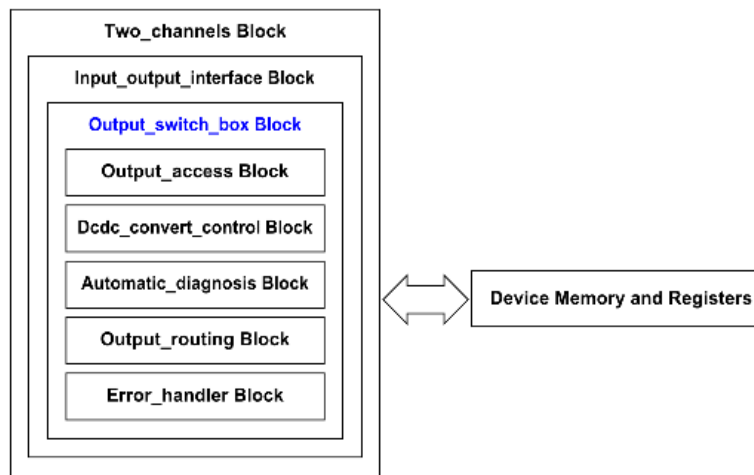 Two_channels Block
Input_output_interface Block
Output_switch_box Block
Output_access Block
Dcdc_convert_control Block
Automatic_diagnosis Block
Output_routing Block
Error_handler Block
Device Memory and Registers